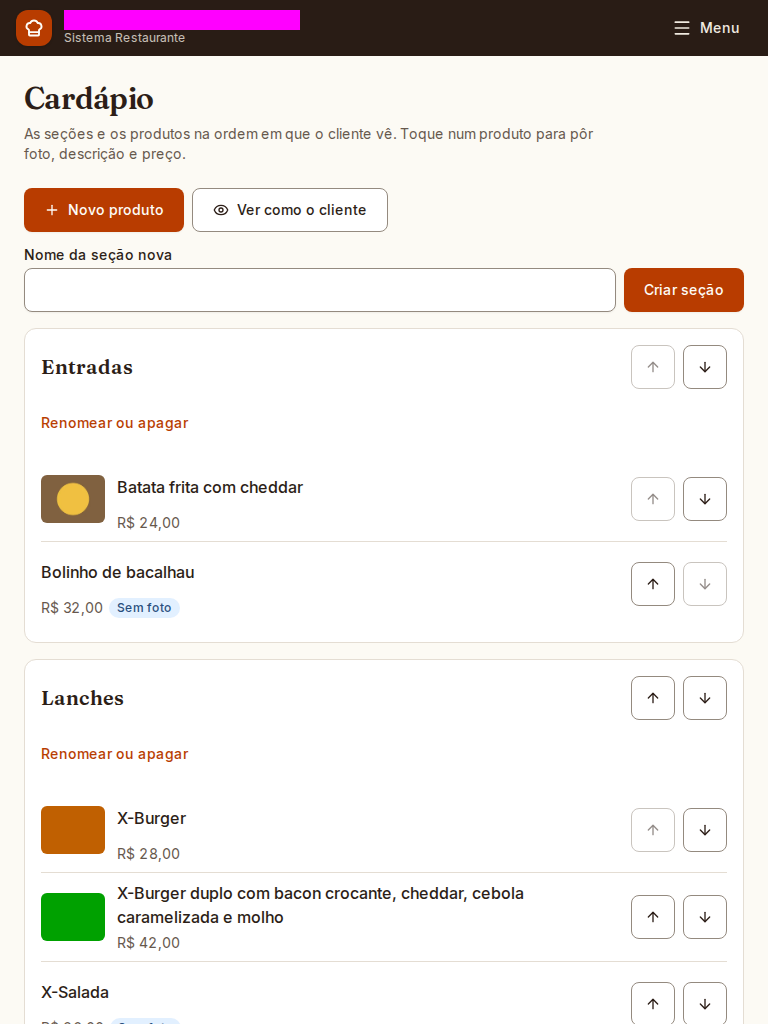 Sistema Restaurante
Menu
Cardápio
As seções e os produtos na ordem em que o cliente vê. Toque num produto para pôr
foto, descrição e preço.
Novo produto
Ver como o cliente
Nome da seção nova
Criar seção
Entradas
Renomear ou apagar
Batata frita com cheddar
R$ 24,00
Bolinho de bacalhau
R$ 32,00 Sem foto
Lanches
Renomear ou apagar
X-Burger
R$ 28,00
X-Burger duplo com bacon crocante, cheddar, cebola
caramelizada e molho
R$ 42,00
X-Salada